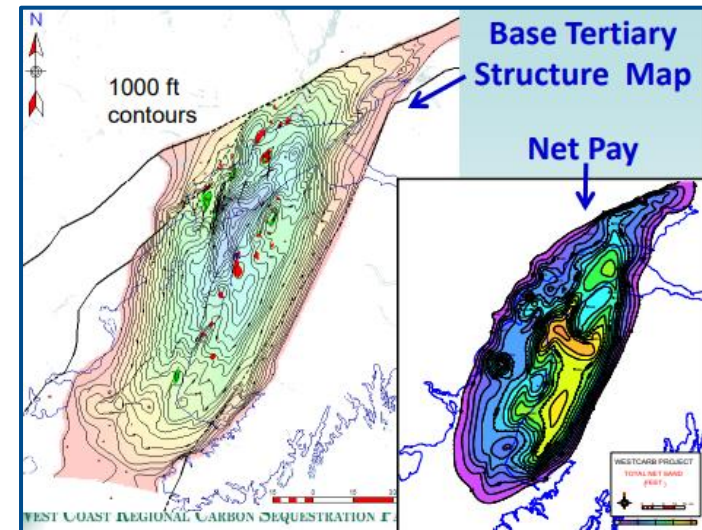 N
Base Tertiary
Structure Map
1000 ft
contours
Net Pay
WESTCARB PROJECT
TOTAL NET SAND
(FEET)
WEST COAST REGIONAL CARBON SEQUESTRATION